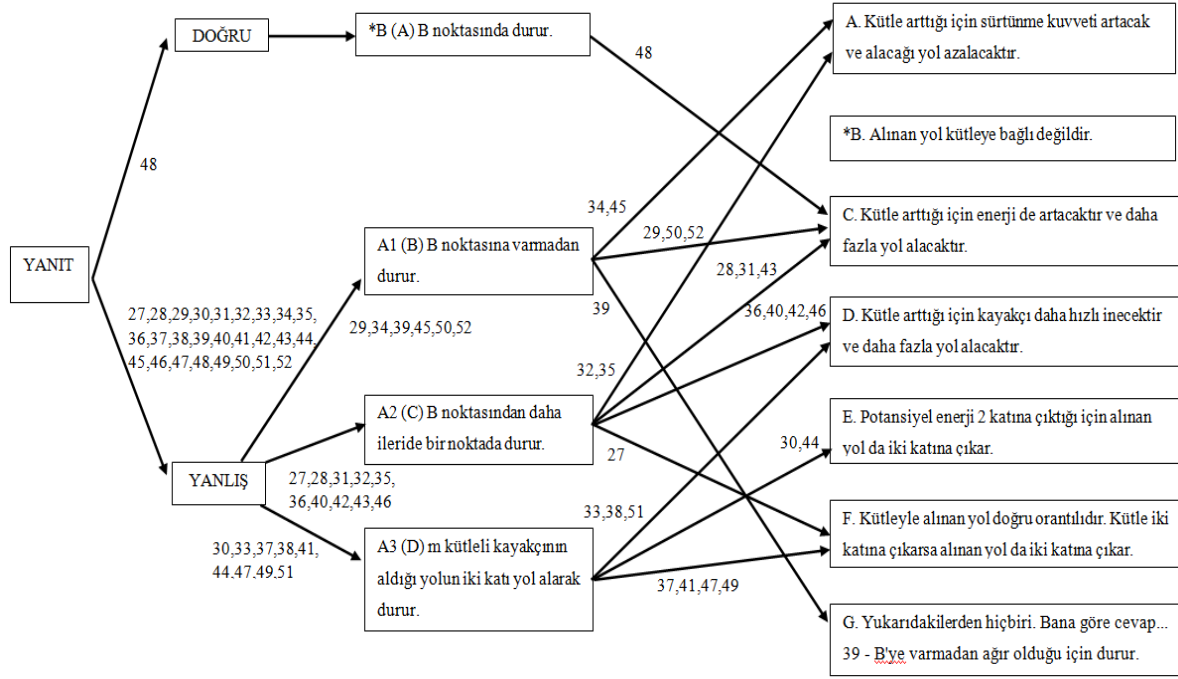 DOĞRU
*B (A) B noktasında durur.
A. Kütle arttığı için sürtünme kuvveti artacak
ve alacağı yol azalacaktır.
48
*B. Alınan yol kütleye bağlı değildir.
48
34,45
C. Kütle arttığı için enerji de artacaktır ve daha
fazla yol alacaktır.
29,50,52
A1 (B) B noktasına varmadan
durur.
YANIT
28,31,43
39
36,40,42,46
27,28,29,30,31,32,33,34,35,
36,37,38,39,40,41,42,43,44,
45,46,47,48,49,50,51,52
29,34,39,45,50,52
D. Kütle arttığı için kayakçı daha hızlı inecektir
ve daha fazla yol alacaktır.
32,35
A2 (C) B noktasından daha
ileride bir noktada durur.
E. Potansiyel enerji 2 katına çıktığı için alınan
yol da iki katına çıkar.
30,44
27
YANLIŞ
27,28,31,32,35,
36,40,42,43,46
33,38,51
F. Kütleyle alınan yol doğru orantılıdır. Kütle iki
katına çıkarsa alınan yol da iki katına çıkar.
30,33,37,38,41,
44.47.49.51
A3 (D) m kütleli kayakçının
aldığı yolun iki katı yol alarak
durur.
37,41,47,49
G. Yukarıdakilerden hiçbiri. Bana göre cevap...
39 - B'ye varmadan ağır olduğu için durur.